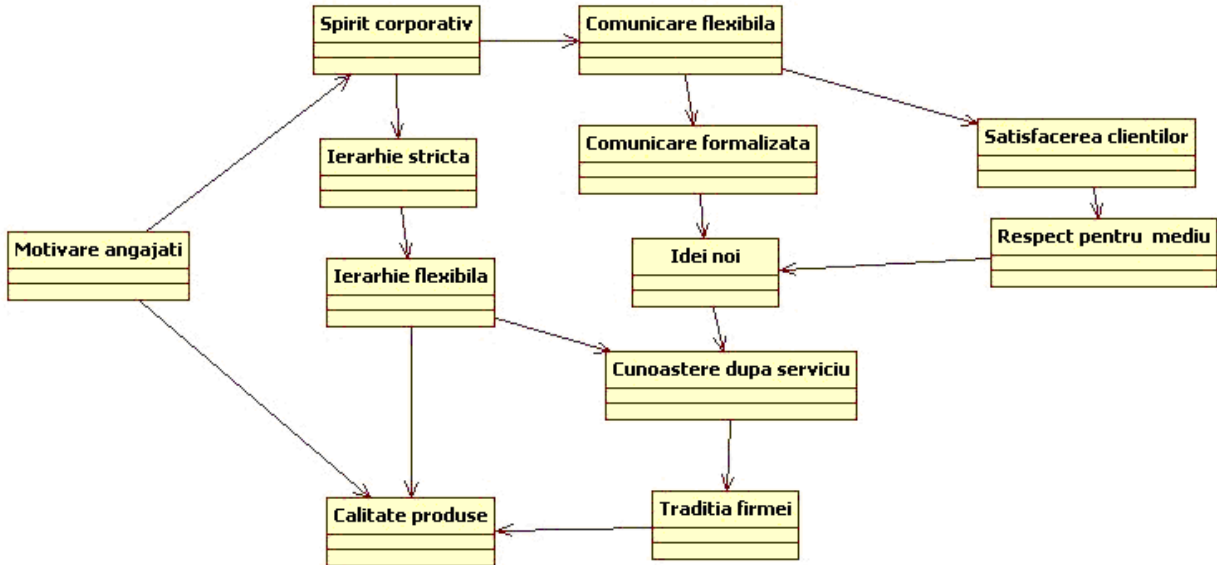 Spirit corporativ
Comunicare flexibila
Ierarhie stricta
Comunicare formalizata
Satisfacerea clientilor
Motivare angajati
Ierarhie flexibila
Idei noi
Respect pentru  mediu
Cunoastere dupa serviciu
Calitate produse
Traditia firmei